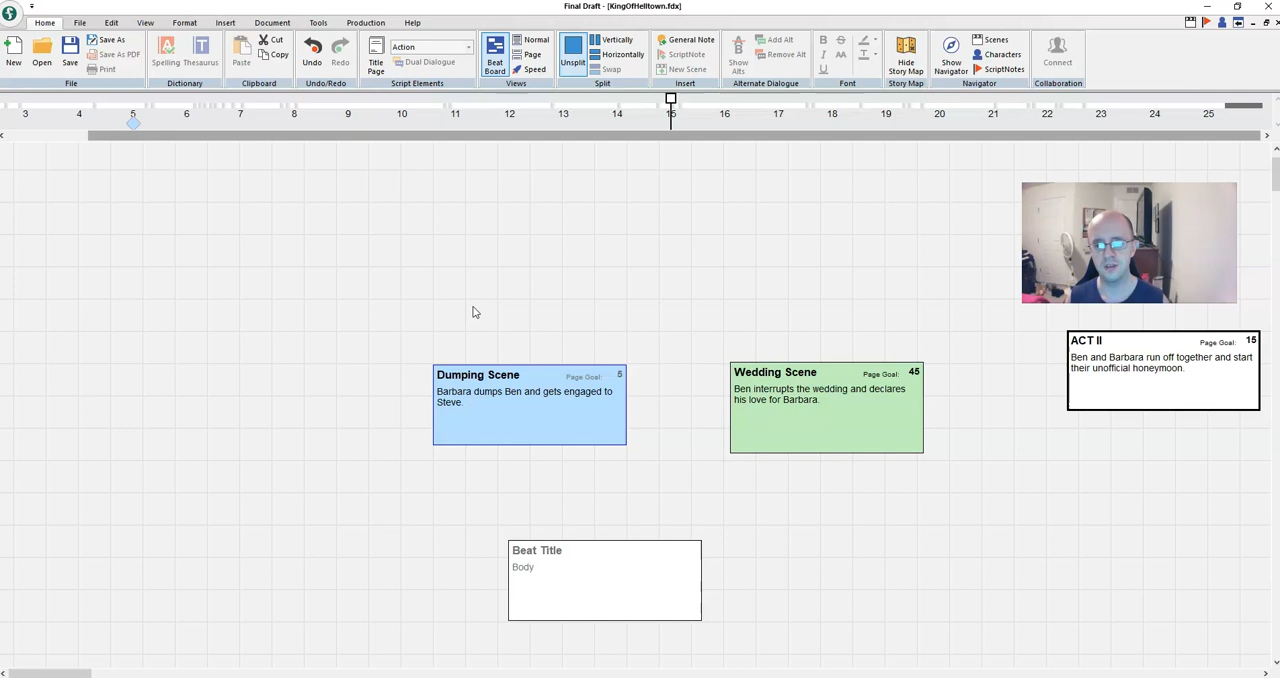 Final Draft - [KingOfHelltown.fdx]
Home File Edit View Format Insert Document Tools Production Help
New Open Save Save As Save As PDF Print
File
Spelling Thesaurus
Dictionary
Paste Cut Copy
Clipboard
Undo Redo
Undo/Redo
Title Page Action Dual Dialogue
Script Elements
Beat Board Normal Page Speed
Views
Unsplit Vertically Horizontally Swap
Split
General Note ScriptNote New Scene
Insert
Show Alts Add Alt Remove Alt
Alternate Dialogue
B S I AA U T
Font
Hide Story Map
Story Map
Show Navigator Scenes Characters ScriptNotes
Navigator
Connect
Collaboration
3 4 5 6 7 8 9 10 11 12 13 14 15 16 17 18 19 20 21 22 23 24 25
ACT II Page Goal: 15
Ben and Barbara run off together and start
their unofficial honeymoon.
Dumping Scene Page Goal: 5
Barbara dumps Ben and gets engaged to
Steve.
Wedding Scene Page Goal: 45
Ben interrupts the wedding and declares
his love for Barbara.
Beat Title
Body